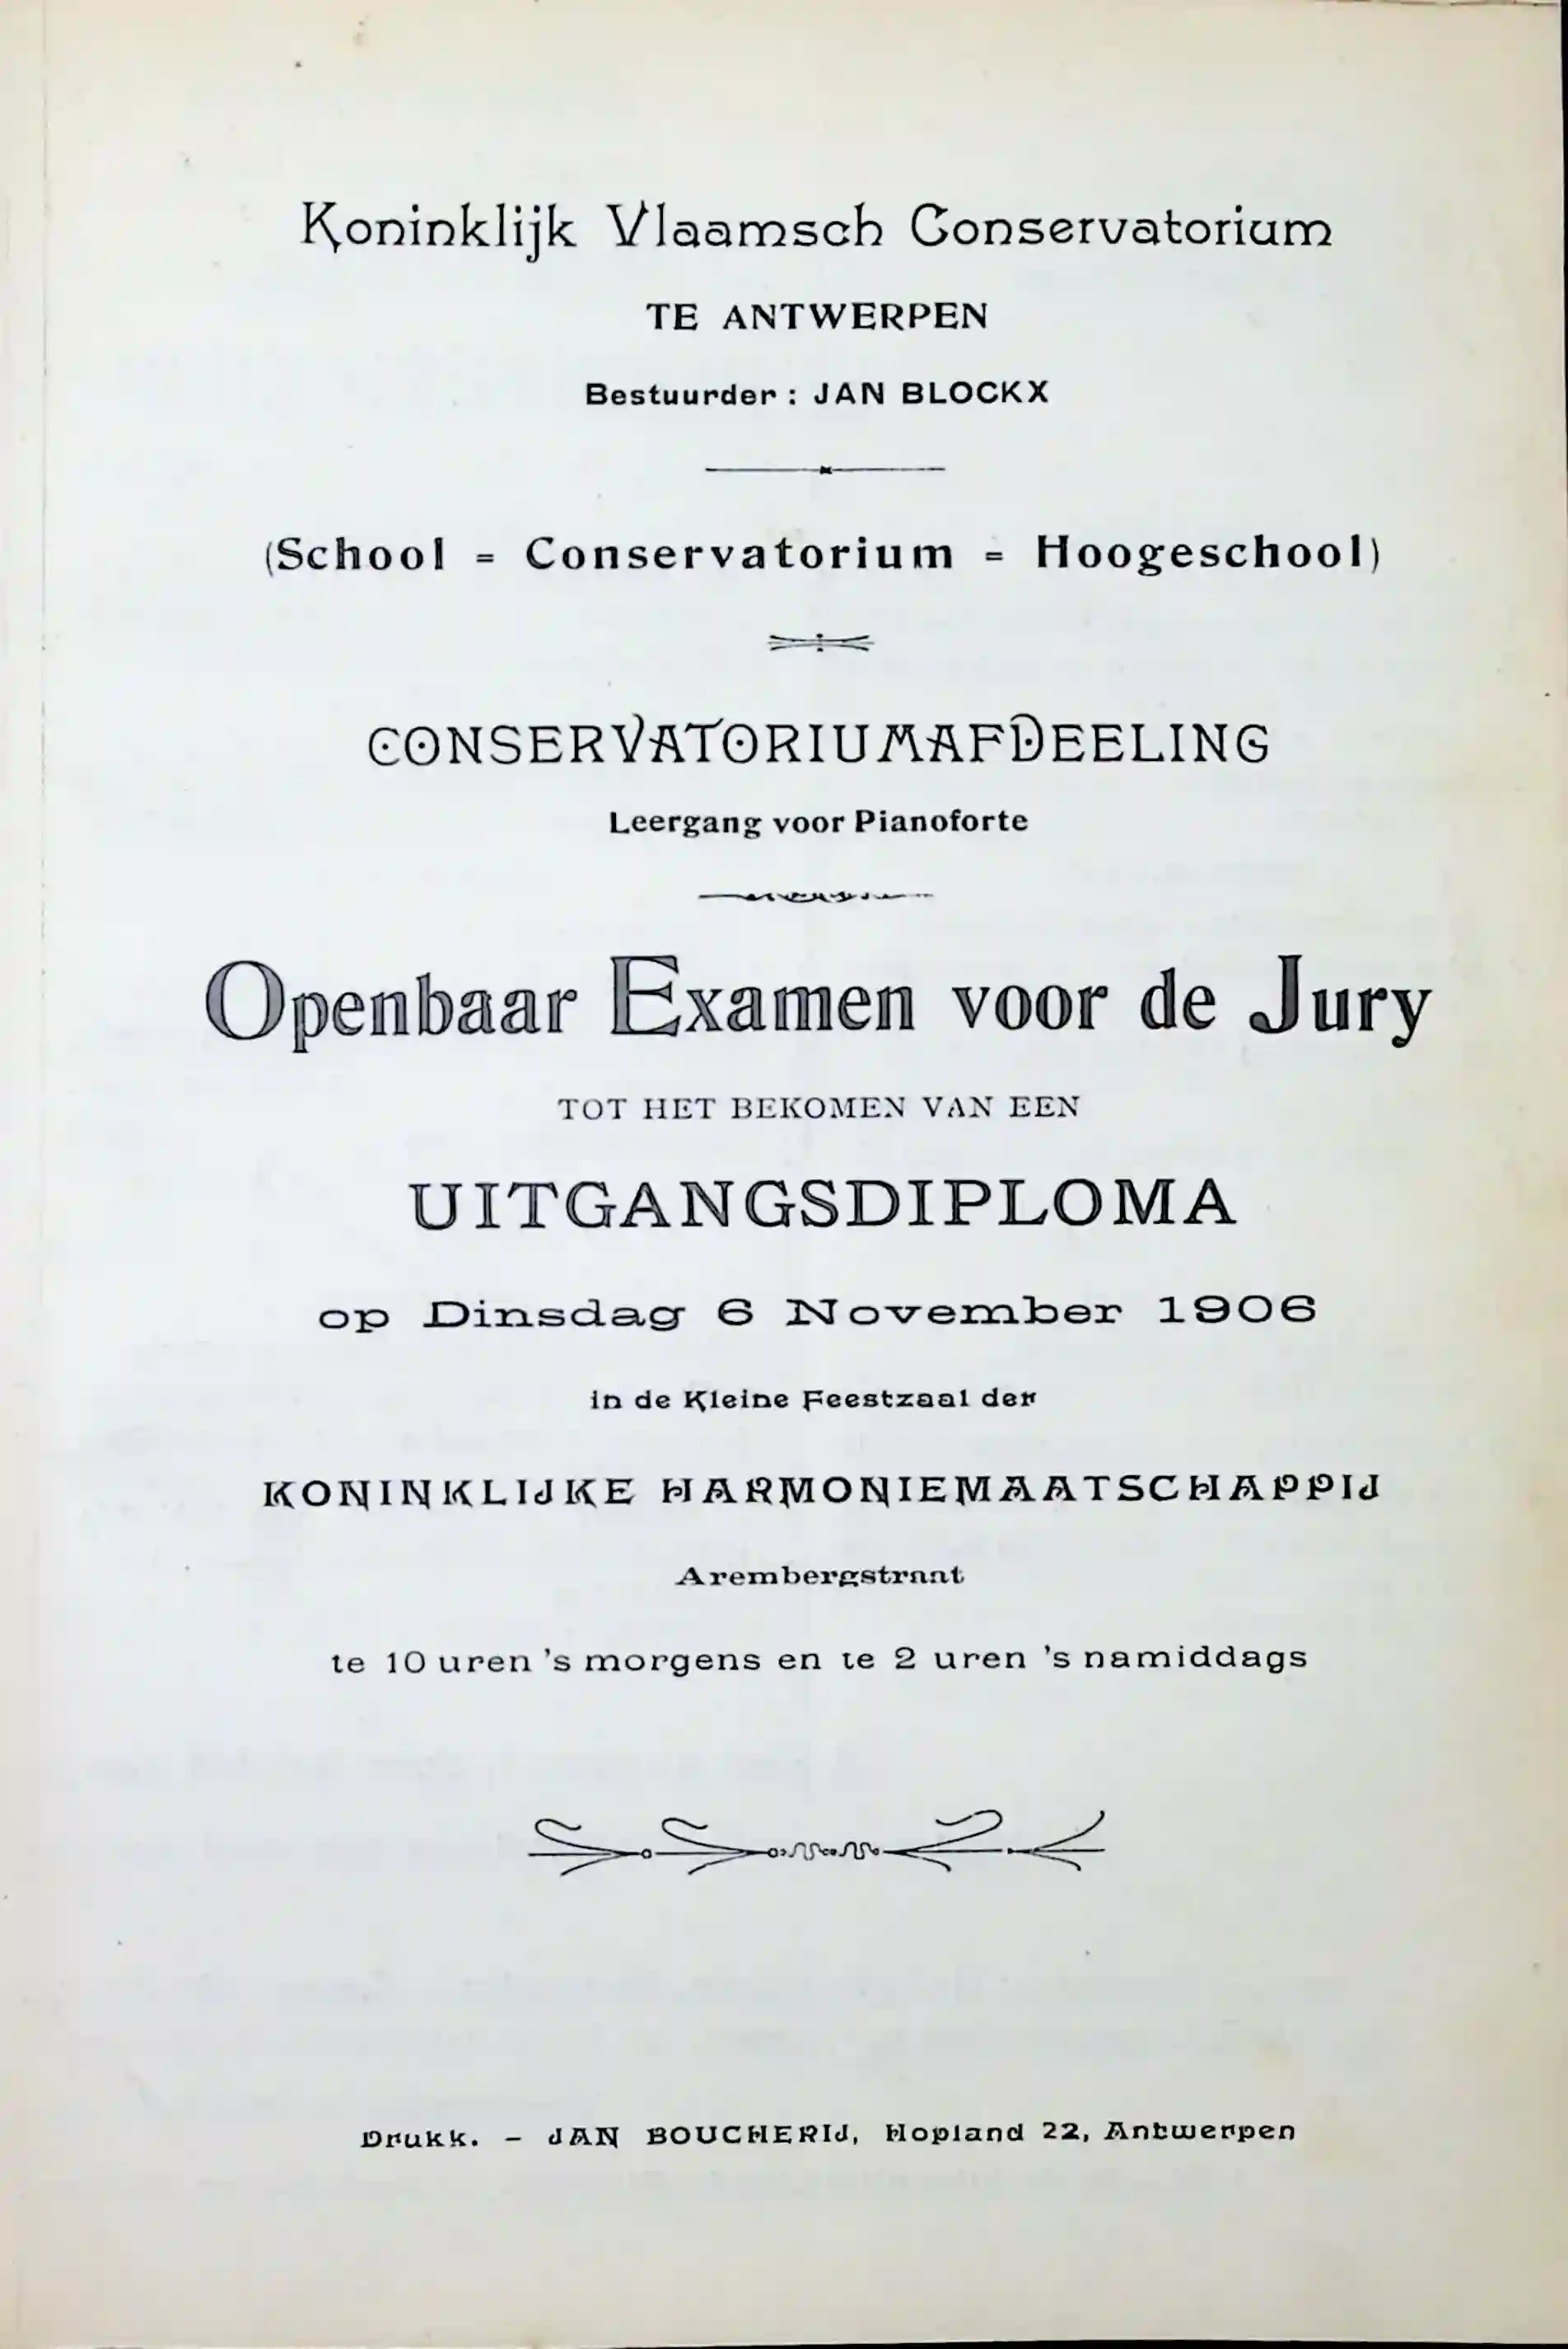 Koninklijk Vlaamsch Conservatorium
TE ANTWERPEN
Bestuurder : JAN BLOCKX
(School = Conservatorium = Hoogeschool)
CONSERVATORIUMAFDEELING
Leergang voor Pianoforte
Openbaar Examen voor de Jury
TOT HET BEKOMEN VAN EEN
UITGANGSDIPLOMA
op Dinsdag 6 November 1906
in de Kleine Feestzaal der
KONINKLIJKE HARMONIEMAATSCHAPPIJ
Arembergstraat
te 10 uren 's morgens en te 2 uren 's namiddags
Drukk. - JAN BOUCHERIJ, Hopland 22, Antwerpen